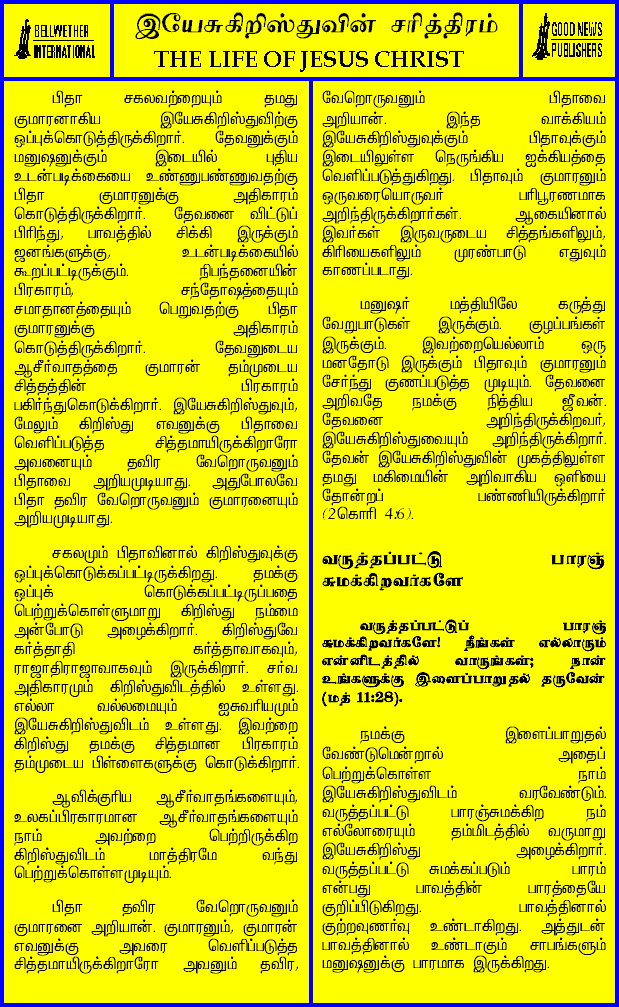 BELLWETHER
INTERNATIONAL
இயேசுகிறிஸ்துவின் சரித்திரம்
THE LIFE OF JESUS CHRIST
GOOD NEWS
PUBLISHERS
பிதா சகலவற்றையும் தமது
குமாரனாகிய இயேசுகிறிஸ்துவிற்கு
ஒப்புக்கொடுத்திருக்கிறார். தேவனுக்கும்
மனுஷனுக்கும் இடையில் புதிய
உடன்படிக்கையை உண்ணுபண்ணுவதற்கு
பிதா குமாரனுக்கு அதிகாரம்
கொடுத்திருக்கிறார். தேவனை விட்டுப்
பிரிந்து, பாவத்தில் சிக்கி இருக்கும்
ஜனங்களுக்கு, உடன்படிக்கையில்
கூறப்பட்டிருக்கும். நிபந்தனையின்
பிரகாரம், சந்தோஷத்தையும்
சமாதானத்தையும் பெறுவதற்கு பிதா
குமாரனுக்கு அதிகாரம்
கொடுத்திருக்கிறார். தேவனுடைய
ஆசீர்வாதத்தை குமாரன் தம்முடைய
சித்தத்தின் பிரகாரம்
பகிர்ந்துகொடுக்கிறார். இயேசுகிறிஸ்துவும்,
மேலும் கிறிஸ்து எவனுக்கு பிதாவை
வெளிப்படுத்த சித்தமாயிருக்கிறாரோ
அவனையும் தவிர வேறொருவனும்
பிதாவை அறியமுடியாது. அதுபோலவே
பிதா தவிர வேறொருவனும் குமாரனையும்
அறியமுடியாது.
சகலமும் பிதாவினால் கிறிஸ்துவுக்கு
ஒப்புக்கொடுக்கப்பட்டிருக்கிறது. தமக்கு
ஒப்புக் கொடுக்கப்பட்டிருப்பதை
பெற்றுக்கொள்ளுமாறு கிறிஸ்து நம்மை
அன்போடு அழைக்கிறார். கிறிஸ்துவே
கர்த்தாதி கர்த்தாவாகவும்,
ராஜாதிராஜாவாகவும் இருக்கிறார். சர்வ
அதிகாரமும் கிறிஸ்துவிடத்தில் உள்ளது.
எல்லா வல்லமையும் ஐசுவரியமும்
இயேசுகிறிஸ்துவிடம் உள்ளது. இவற்றை
கிறிஸ்து தமக்கு சித்தமான பிரகாரம்
தம்முடைய பிள்ளைகளுக்கு கொடுக்கிறார்.
ஆவிக்குரிய ஆசீர்வாதங்களையும்,
உலகப்பிரகாரமான ஆசீர்வாதங்களையும்
நாம் அவற்றை பெற்றிருக்கிற
கிறிஸ்துவிடம் மாத்திரமே வந்து
பெற்றுக்கொள்ளமுடியும்.
பிதா தவிர வேறொருவனும்
குமாரனை அறியான். குமாரனும், குமாரன்
எவனுக்கு அவரை வெளிப்படுத்த
சித்தமாயிருக்கிறாரோ அவனும் தவிர,
வேறொருவனும் பிதாவை
அறியான். இந்த வாக்கியம்
இயேசுகிறிஸ்துவுக்கும் பிதாவுக்கும்
இடையிலுள்ள நெருங்கிய ஐக்கியத்தை
வெளிப்படுத்துகிறது. பிதாவும் குமாரனும்
ஒருவரையொருவர் பரிபூரணமாக
அறிந்திருக்கிறார்கள். ஆகையினால்
இவர்கள் இருவருடைய சித்தங்களிலும்,
கிரியைகளிலும் முரண்பாடு எதுவும்
காணப்படாது.
மனுஷர் மத்தியிலே கருத்து
வேறுபாடுகள் இருக்கும். குழப்பங்கள்
இருக்கும். இவற்றையெல்லாம் ஒரு
மனதோடு இருக்கும் பிதாவும் குமாரனும்
சேர்ந்து குணப்படுத்த முடியும். தேவனை
அறிவதே நமக்கு நித்திய ஜீவன்.
தேவனை அறிந்திருக்கிறவர்,
இயேசுகிறிஸ்துவையும் அறிந்திருக்கிறார்.
தேவன் இயேசுகிறிஸ்துவின் முகத்திலுள்ள
தமது மகிமையின் அறிவாகிய ஒளியை
தோன்றப் பண்ணியிருக்கிறார்
(2கொரி 4:6).
வருத்தப்பட்டு பாரஞ்
சுமக்கிறவர்களே
வருத்தப்பட்டுப் பாரஞ்
சுமக்கிறவர்களே! நீங்கள் எல்லாரும்
என்னிடத்தில் வாருங்கள்; நான்
உங்களுக்கு இளைப்பாறுதல் தருவேன்
(மத் 11:28).
நமக்கு இளைப்பாறுதல்
வேண்டுமென்றால் அதைப்
பெற்றுக்கொள்ள நாம்
இயேசுகிறிஸ்துவிடம் வரவேண்டும்.
வருத்தப்பட்டு பாரஞ்சுமக்கிற நம்
எல்லோரையும் தம்மிடத்தில் வருமாறு
இயேசுகிறிஸ்து அழைக்கிறார்.
வருத்தப்பட்டு சுமக்கப்படும் பாரம்
என்பது பாவத்தின் பாரத்தையே
குறிப்பிடுகிறது. பாவத்தினால்
குற்றவுணர்வு உண்டாகிறது. அத்துடன்
பாவத்தினால் உண்டாகும் சாபங்களும்
மனுஷனுக்கு பாரமாக இருக்கிறது.